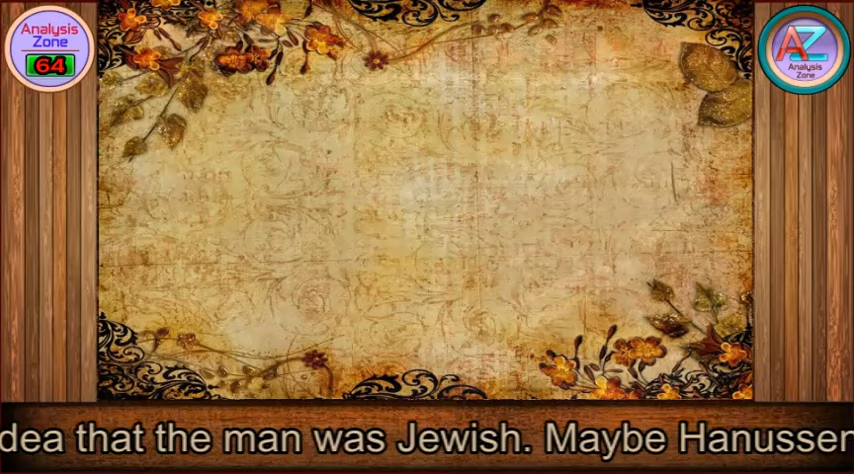 Analysis
Zone
64
AZ
Analysis
Zone
dea that the man was Jewish. Maybe Hanussen